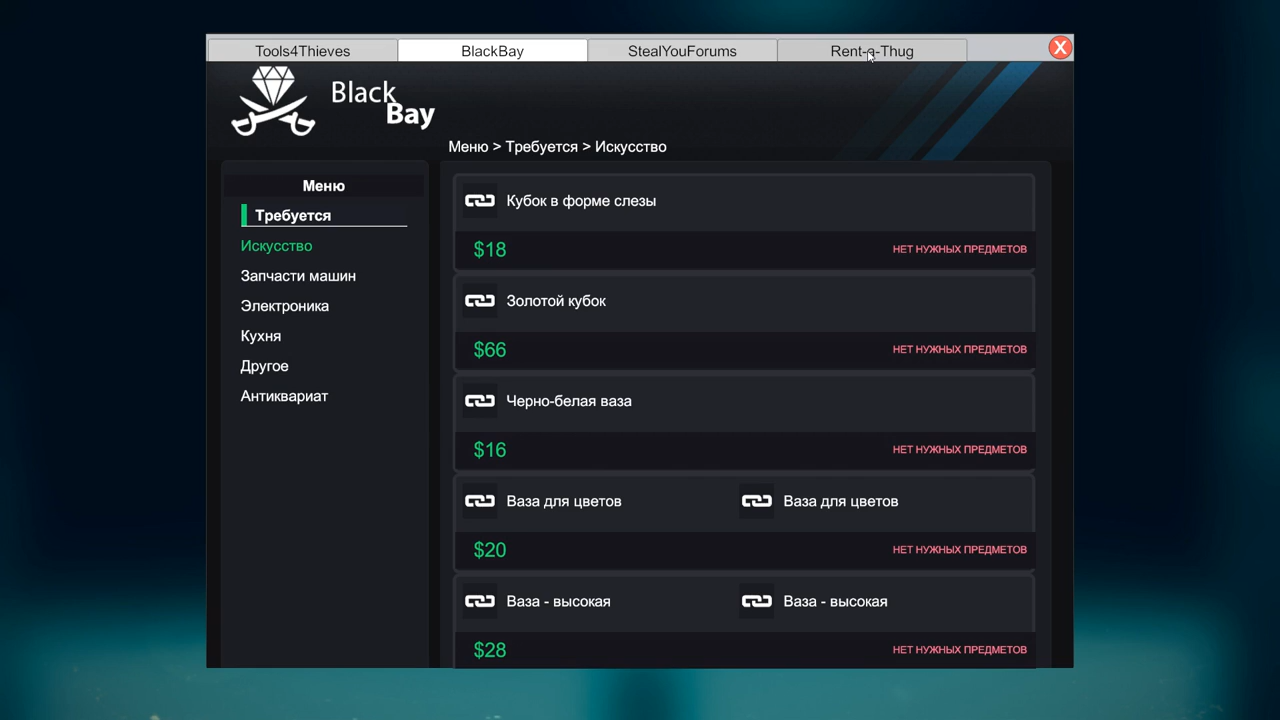 Tools4Thieves
BlackBay
StealYouForums
Rent-a-Thug
X
Black
Bay
Меню > Требуется > Искусство
Меню
Требуется
Искусство
Запчасти машин
Электроника
Кухня
Другое
Антиквариат
Кубок в форме слезы
$18 НЕТ НУЖНЫХ ПРЕДМЕТОВ
Золотой кубок
$66 НЕТ НУЖНЫХ ПРЕДМЕТОВ
Черно-белая ваза
$16 НЕТ НУЖНЫХ ПРЕДМЕТОВ
Ваза для цветов Ваза для цветов
$20 НЕТ НУЖНЫХ ПРЕДМЕТОВ
Ваза - высокая Ваза - высокая
$28 НЕТ НУЖНЫХ ПРЕДМЕТОВ